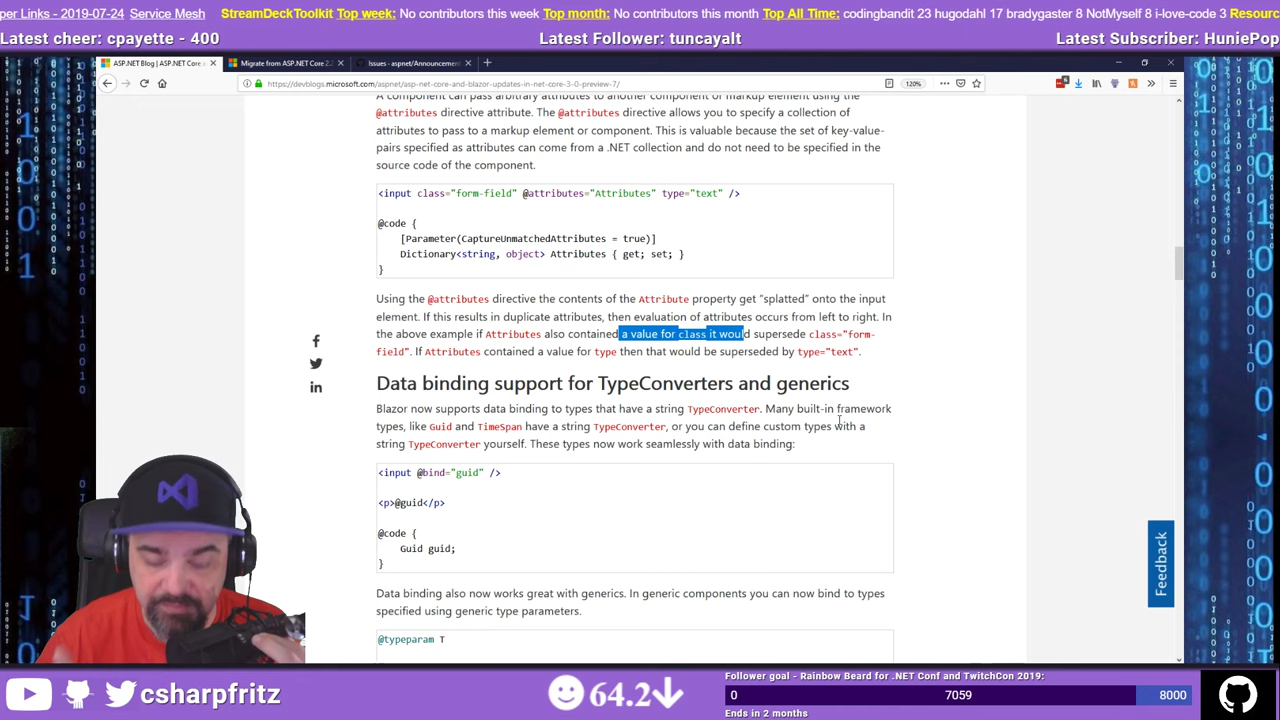 per Links - 2019-07-24 Service Mesh
StreamDeckToolkit Top week: No contributors this week Top month: No contributors this month Top All Time: codingbandit 23 hugodahl 17 bradygaster 8 NotMyself 8 i-love-code 3 Resourc
Latest cheer: cpayette - 400
Latest Follower: tuncayalt
Latest Subscriber: HuniePop
ASP.NET Blog | ASP.NET Core
Migrate from ASP.NET Core 2.2
Issues - aspnet/Announcement
https://devblogs.microsoft.com/aspnet/asp-net-core-and-blazor-updates-in-net-core-3-0-preview-7/
120%
A component can pass arbitrary attributes to another component or markup element using the
@attributes directive attribute. The @attributes directive allows you to specify a collection of
attributes to pass to a markup element or component. This is valuable because the set of key-value-
pairs specified as attributes can come from a .NET collection and do not need to be specified in the
source code of the component.
<input class="form-field" @attributes="Attributes" type="text" />
@code {
[Parameter(CaptureUnmatchedAttributes = true)]
Dictionary<string, object> Attributes { get; set; }
}
Using the @attributes directive the contents of the Attribute property get “splatted” onto the input
element. If this results in duplicate attributes, then evaluation of attributes occurs from left to right. In
the above example if Attributes also contained a value for class it would supersede class="form-
field". If Attributes contained a value for type then that would be superseded by type="text".
Data binding support for TypeConverters and generics
Blazor now supports data binding to types that have a string TypeConverter. Many built-in framework
types, like Guid and TimeSpan have a string TypeConverter, or you can define custom types with a
string TypeConverter yourself. These types now work seamlessly with data binding:
<input @bind="guid" />
<p>@guid</p>
@code {
Guid guid;
}
Data binding also now works great with generics. In generic components you can now bind to types
specified using generic type parameters.
@typeparam T
Feedback
csharpfritz
64.2
Follower goal - Rainbow Beard for .NET Conf and TwitchCon 2019:
0 7059 8000
Ends in 2 months